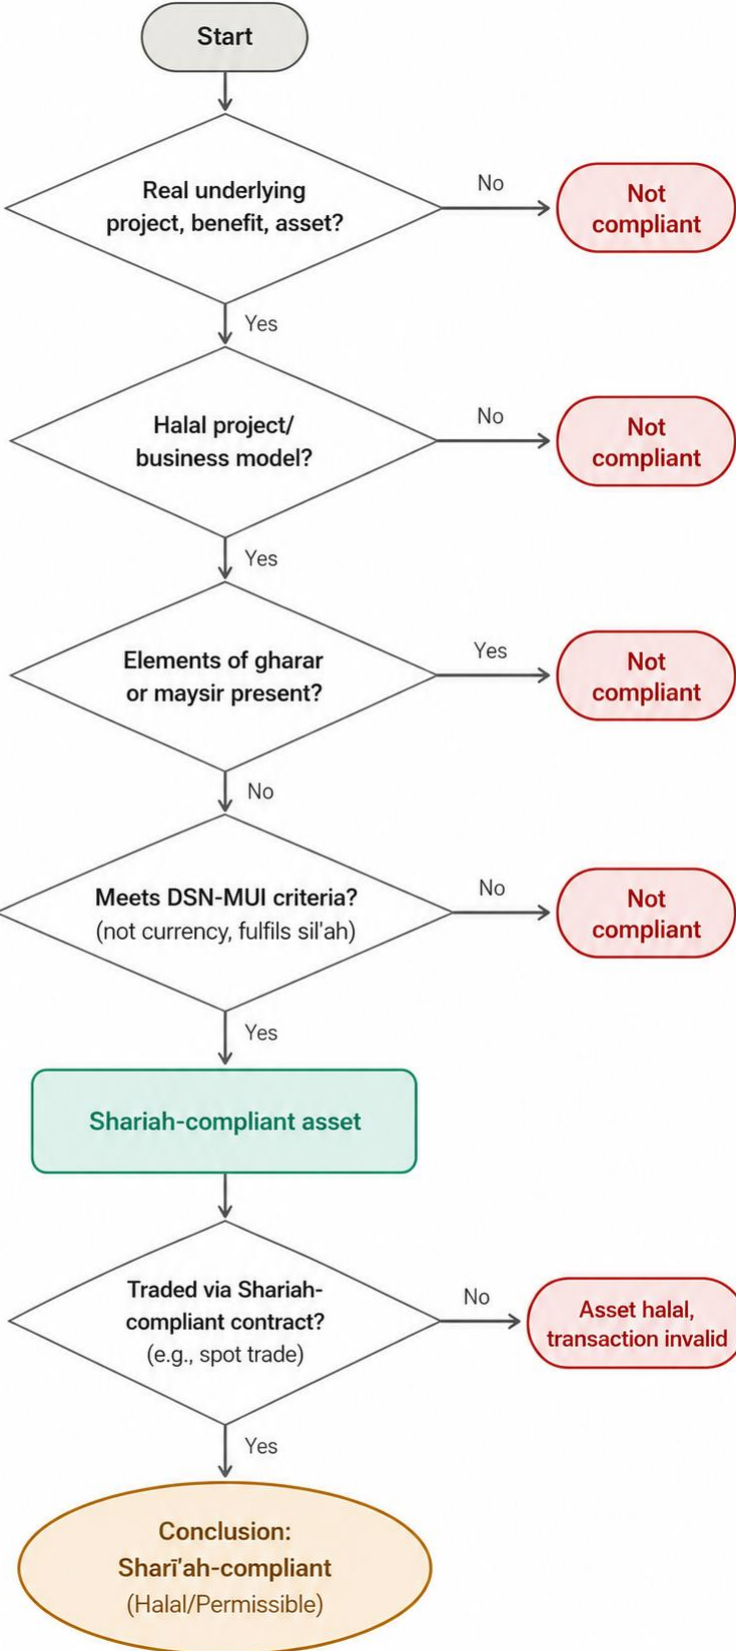 Start
Real underlying
project, benefit, asset?
No
Not
compliant
Yes
Halal project/
business model?
No
Not
compliant
Yes
Elements of gharar
or maysir present?
Yes
Not
compliant
No
Meets DSN-MUI criteria?
(not currency, fulfils sil'ah)
No
Not
compliant
Yes
Shariah-compliant asset
Traded via Shariah-
compliant contract?
(e.g., spot trade)
No
Asset halal,
transaction invalid
Yes
Conclusion:
Sharī'ah-compliant
(Halal/Permissible)